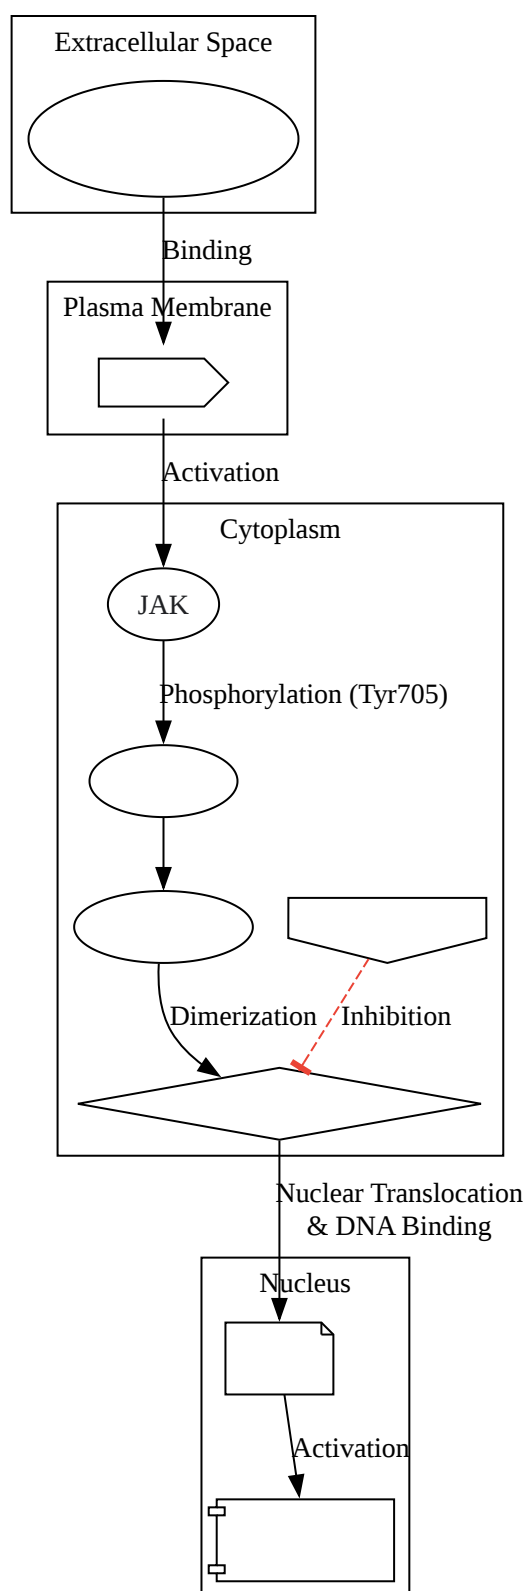 Extracellular Space
Binding
Plasma Membrane
Activation
Cytoplasm
JAK
Phosphorylation (Tyr705)
Dimerization
Inhibition
Nuclear Translocation
& DNA Binding
Nucleus
Activation